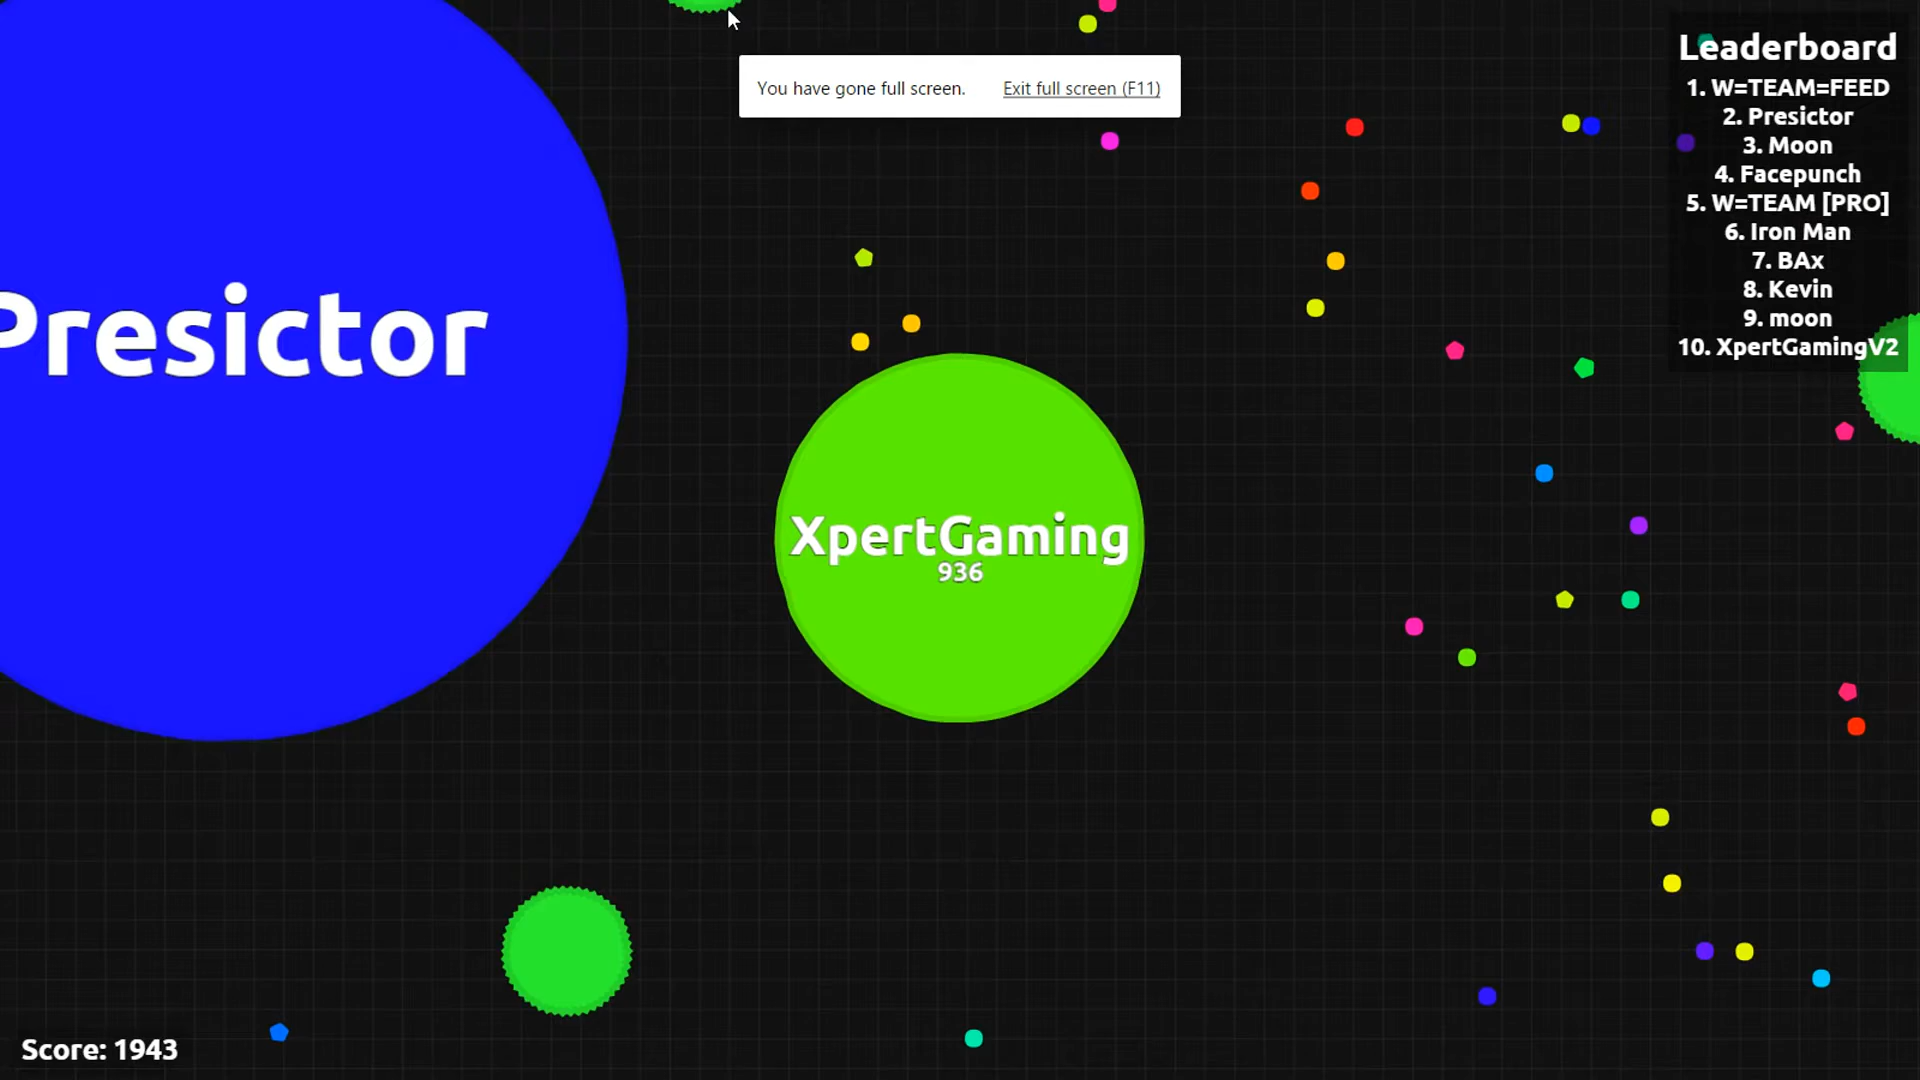 You have gone full screen. Exit full screen (F11)
Leaderboard
1. W=TEAM=FEED
2. Presictor
3. Moon
4. Facepunch
5. W=TEAM [PRO]
6. Iron Man
7. BAx
8. Kevin
9. moon
10. XpertGamingV2
Presictor
XpertGaming
936
Score: 1943